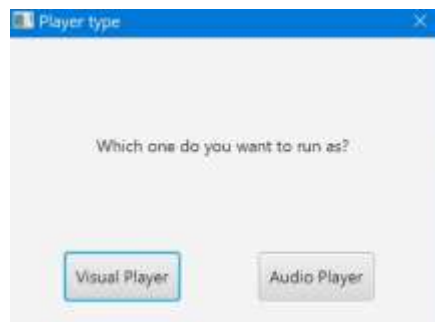 Player type
Which one do you want to run as?
Visual Player
Audio Player